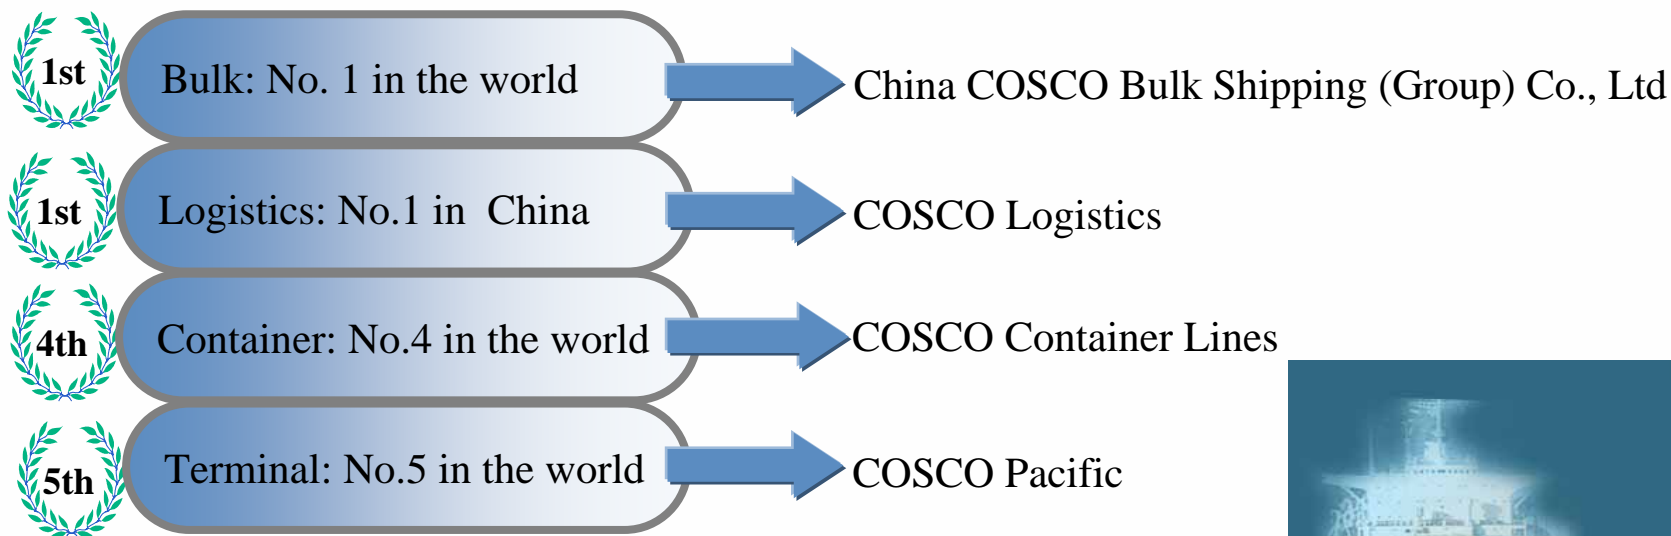 1st
Bulk: No. 1 in the world
China COSCO Bulk Shipping (Group) Co., Ltd
1st
Logistics: No.1 in  China
COSCO Logistics
4th
Container: No.4 in the world
COSCO Container Lines
5th
Terminal: No.5 in the world
COSCO Pacific